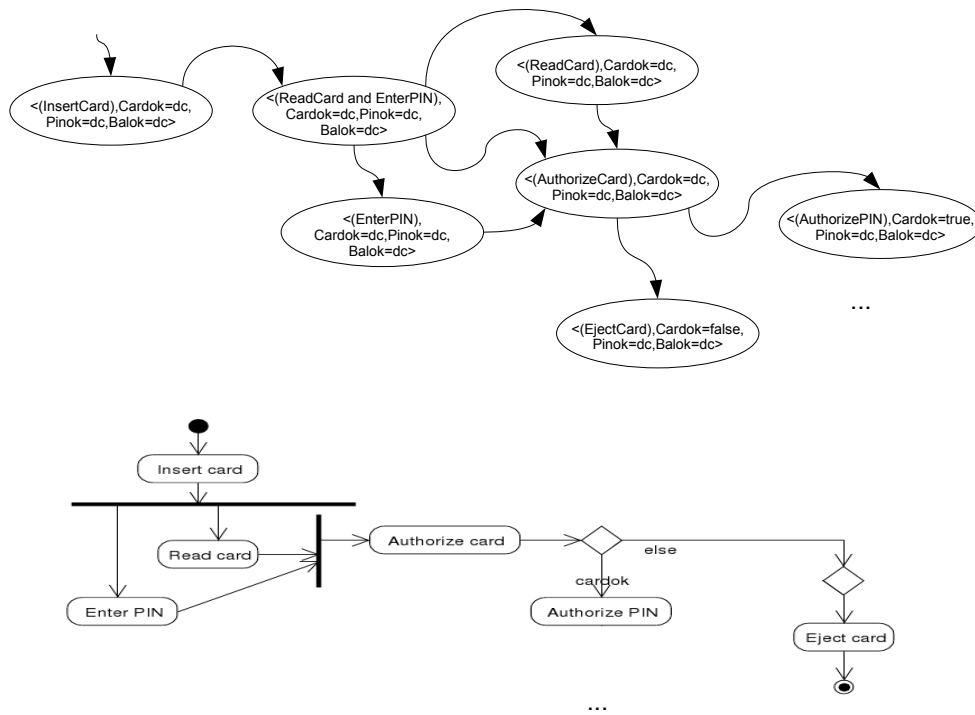 <(InsertCard),Cardok=dc,
Pinok=dc,Balok=dc>
<(ReadCard and EnterPIN),
Cardok=dc,Pinok=dc,
Balok=dc>
<(ReadCard),Cardok=dc,
Pinok=dc,Balok=dc>
<(AuthorizeCard),Cardok=dc,
Pinok=dc,Balok=dc>
<(EnterPIN),
Cardok=dc,Pinok=dc,
Balok=dc>
<(AuthorizePIN),Cardok=true,
Pinok=dc,Balok=dc>
...
<(EjectCard),Cardok=false,
Pinok=dc,Balok=dc>
Insert card
Read card
Authorize card
else
cardok
Enter PIN
Authorize PIN
Eject card
...